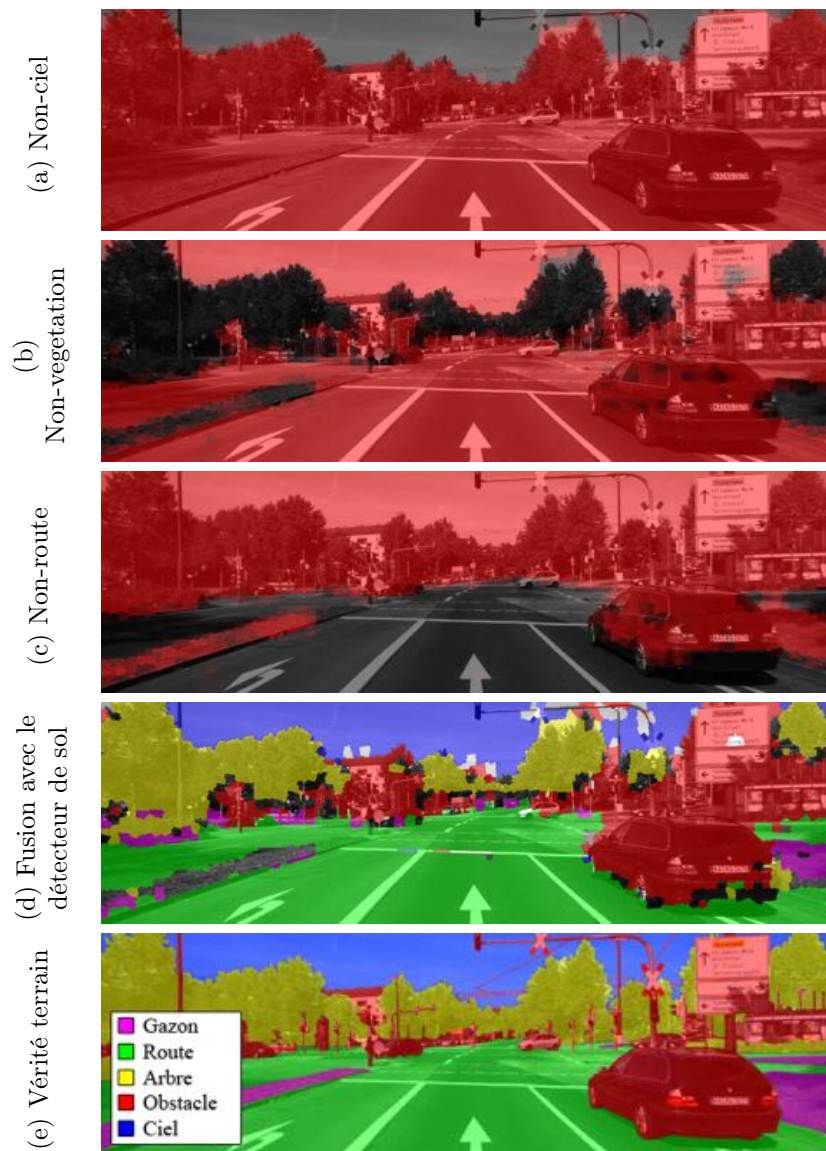 (a) Non-ciel
(b)
Non-vegetation
(c) Non-route
(d) Fusion avec le
détecteur de sol
(e) Vérité terrain
Gazon
Route
Arbre
Obstacle
Ciel